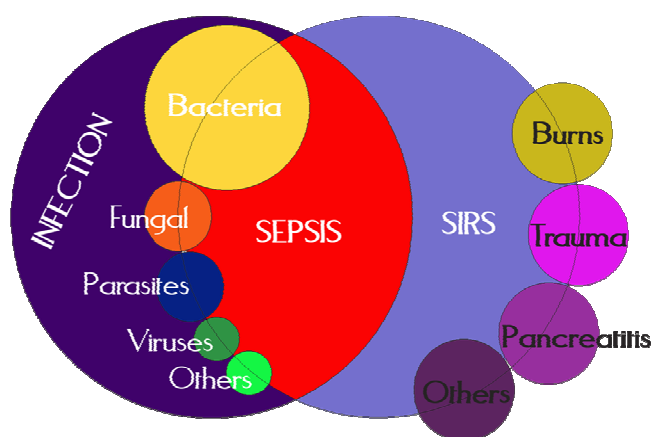 INFECTION
Bacteria
Fungal
Parasites
Viruses
Others
SEPSIS
SIRS
Burns
Trauma
Pancreatitis
Others